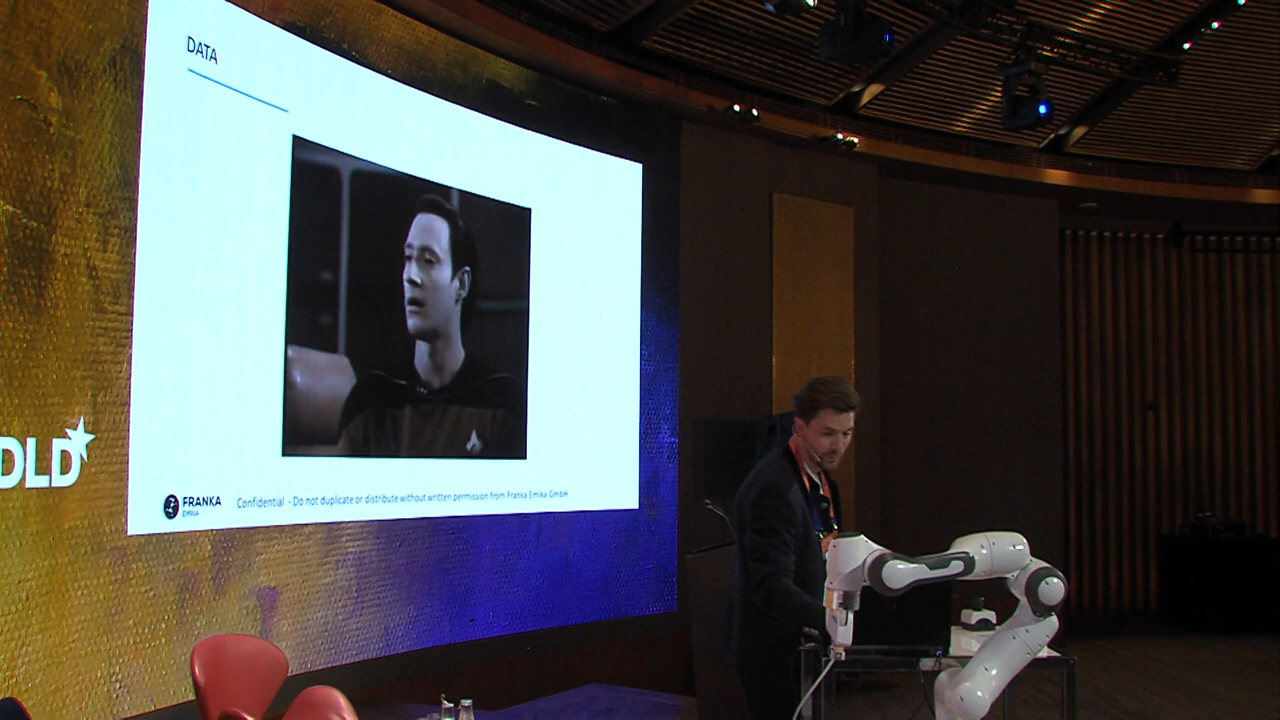 DATA
DLD
FRANKA
EMIKA
Confidential - Do not duplicate or distribute without written permission from Franka Emika GmbH